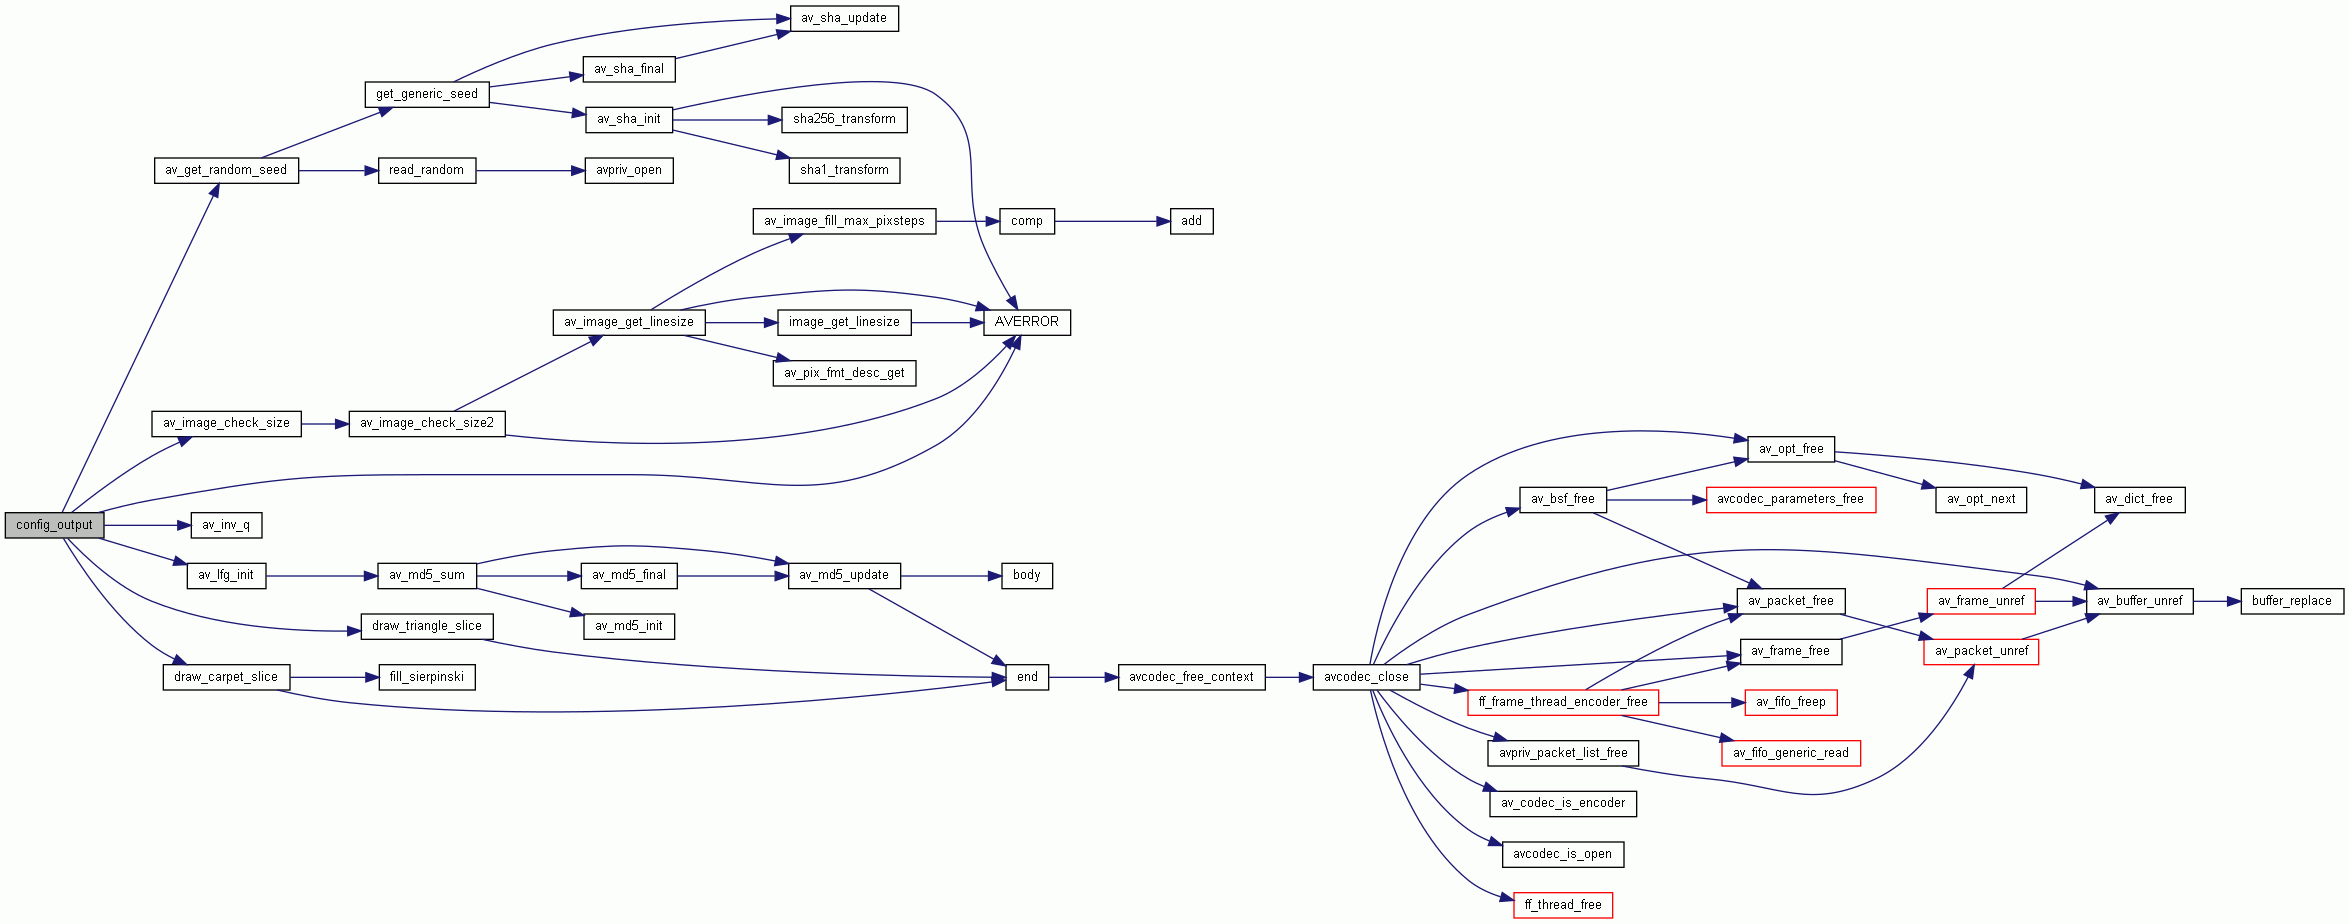 av_sha_update
av_sha_final
get_generic_seed
av_sha_init
sha256_transform
av_get_random_seed
read_random
avpriv_open
sha1_transform
av_image_fill_max_pixsteps
comp
add
av_image_get_linesize
image_get_linesize
AVERROR
av_pix_fmt_desc_get
av_image_check_size
av_image_check_size2
av_opt_free
av_bsf_free
avcodec_parameters_free
av_opt_next
av_dict_free
config_output
av_inv_q
av_lfg_init
av_md5_sum
av_md5_final
av_md5_update
body
av_packet_free
av_frame_unref
av_buffer_unref
buffer_replace
draw_triangle_slice
av_md5_init
av_frame_free
av_packet_unref
draw_carpet_slice
fill_sierpinski
end
avcodec_free_context
avcodec_close
ff_frame_thread_encoder_free
av_fifo_freep
avpriv_packet_list_free
av_fifo_generic_read
av_codec_is_encoder
avcodec_is_open
ff_thread_free